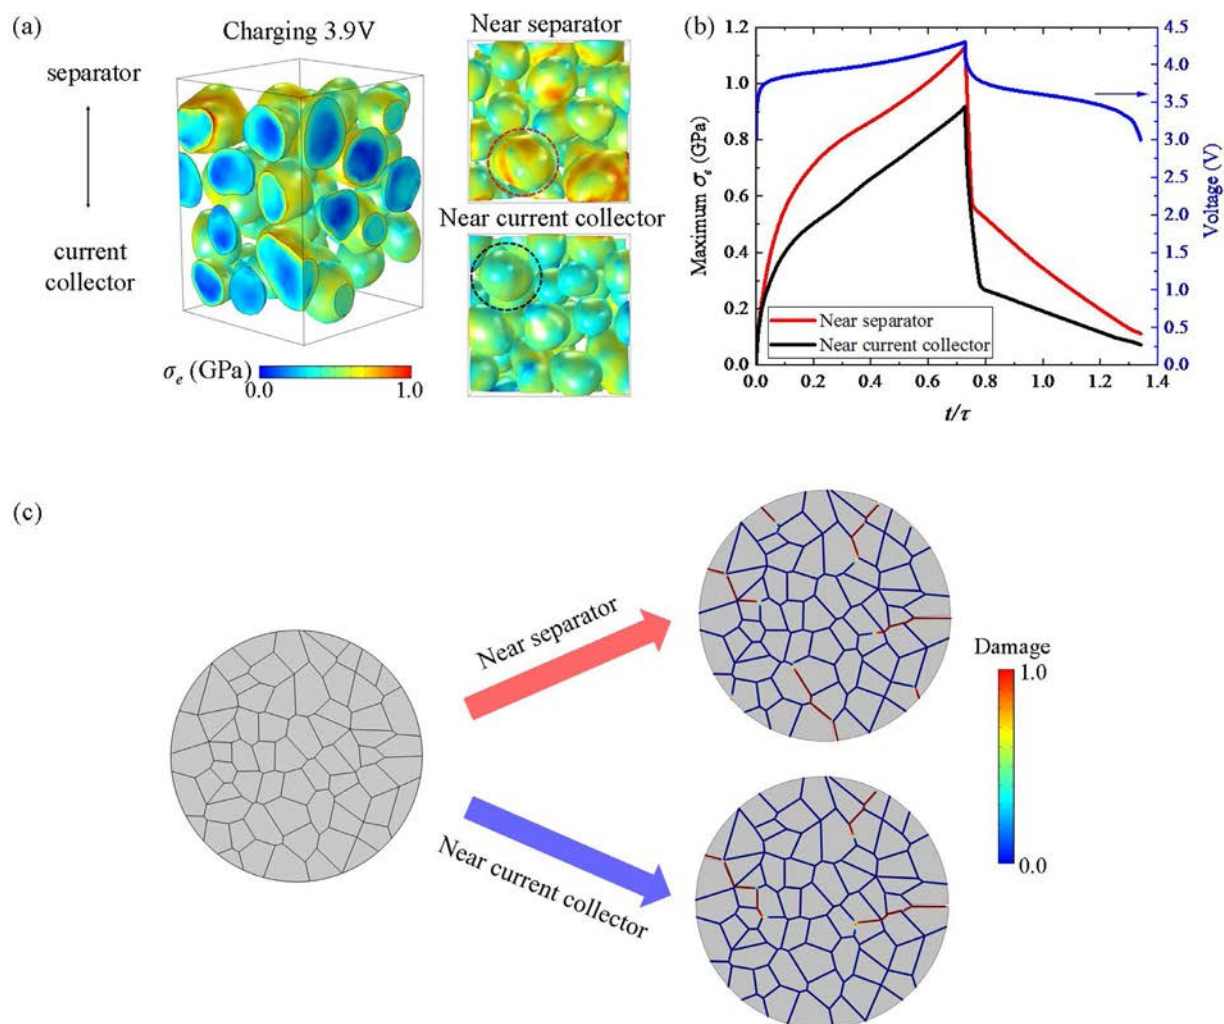 (a)
Charging 3.9V
separator
current
collector
σe (GPa)
0.0
1.0
Near separator
Near current collector
(b)
1.2
1.0
0.8
0.6
0.4
0.2
0.0
Maximum σe (GPa)
4.5
4.0
3.5
3.0
2.5
2.0
1.5
1.0
0.5
0.0
Voltage (V)
Near separator
Near current collector
0.0 0.2 0.4 0.6 0.8 1.0 1.2 1.4
t/τ
(c)
Near separator
Near current collector
Damage
1.0
0.0